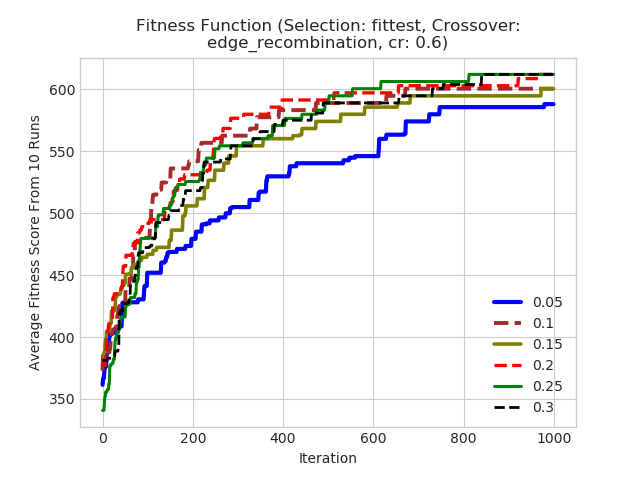 Fitness Function (Selection: fittest, Crossover:
edge_recombination, cr: 0.6)
Average Fitness Score From 10 Runs
600
550
500
450
400
350
0.05
0.1
0.15
0.2
0.25
0.3
0 200 400 600 800 1000
Iteration